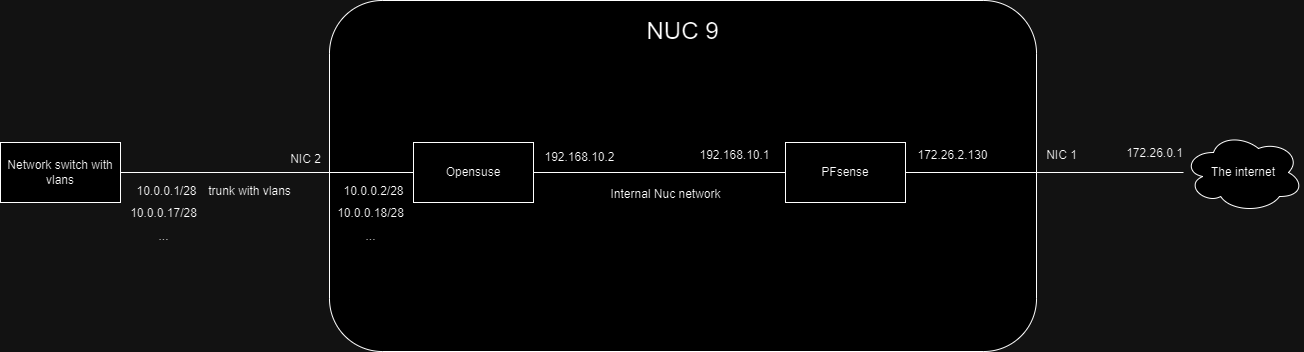 NUC 9
Network switch with
vlans
NIC 2
10.0.0.1/28
trunk with vlans
10.0.0.17/28
...
10.0.0.2/28
10.0.0.18/28
...
Opensuse
192.168.10.2
192.168.10.1
Internal Nuc network
PFsense
172.26.2.130
NIC 1
172.26.0.1
The internet